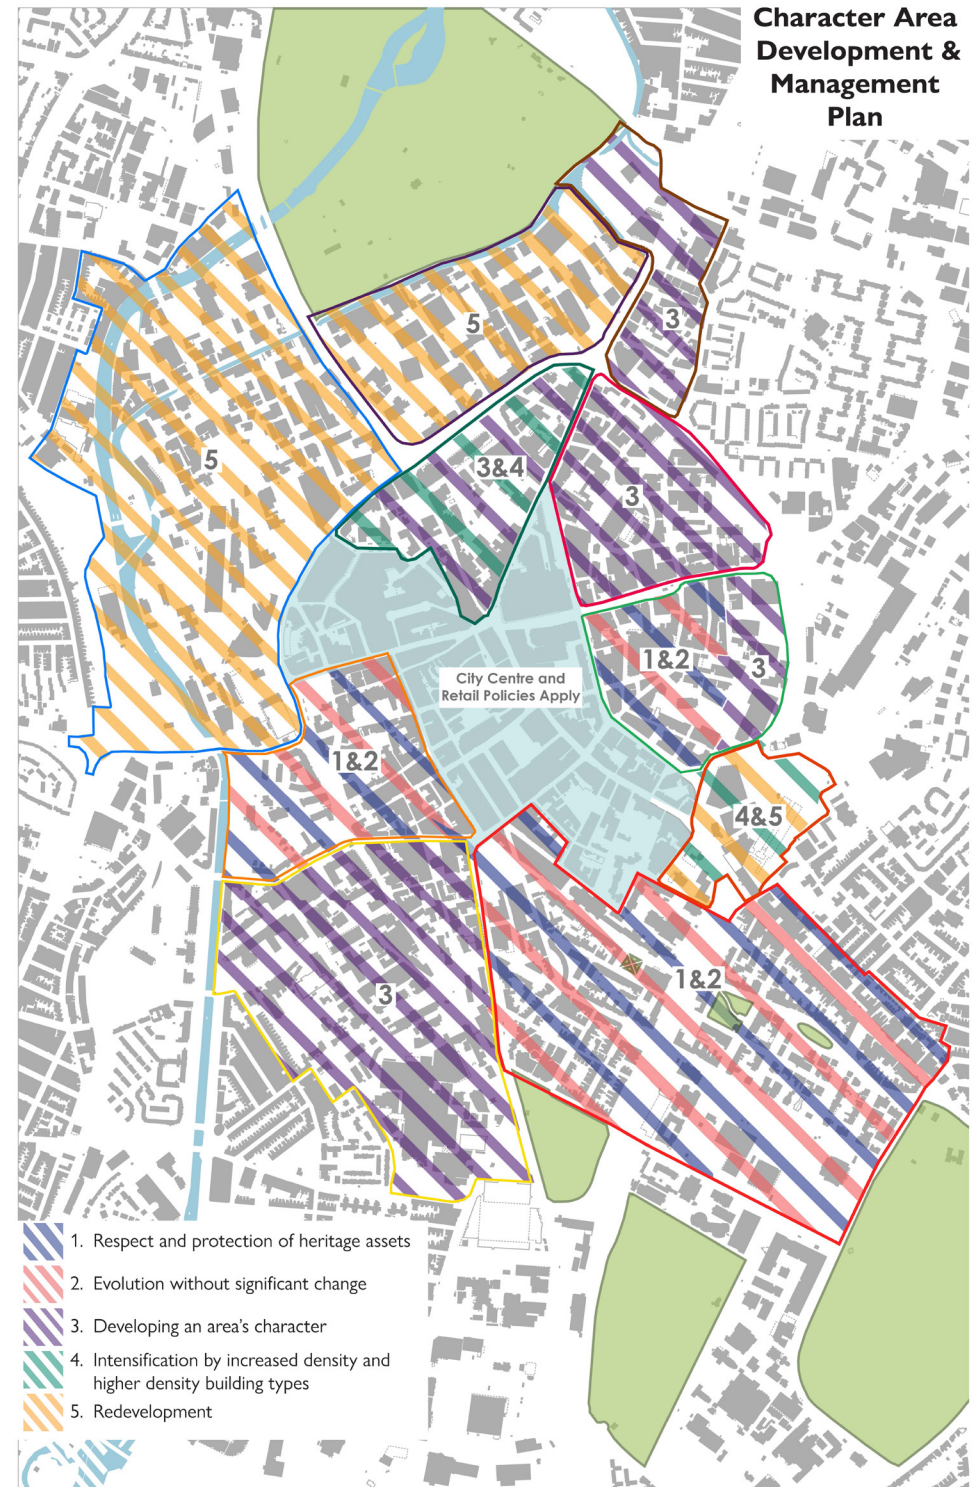 Character Area
Development &
Management
Plan
5
3
5
3&4
3
1&2
3
City Centre and
Retail Policies Apply
1&2
4&5
1&2
3
1. Respect and protection of heritage assets
2. Evolution without significant change
3. Developing an area's character
4. Intensification by increased density and
higher density building types
5. Redevelopment